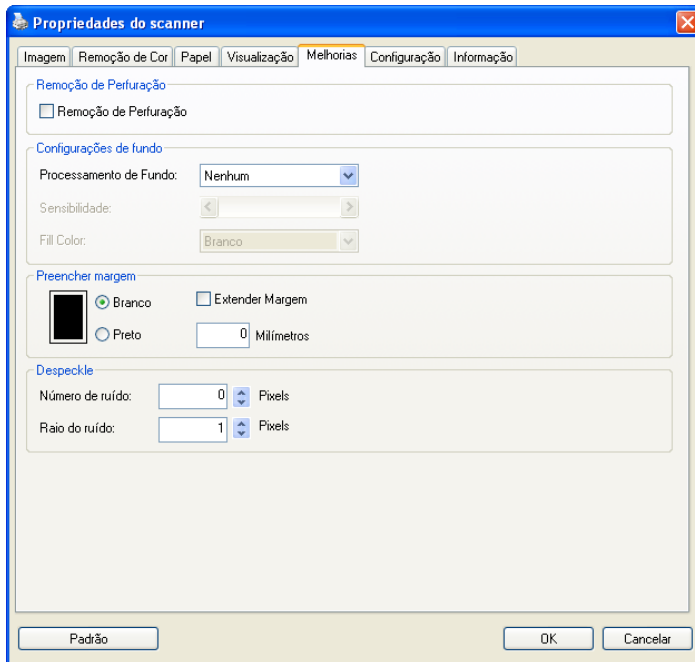 Propriedades do scanner
Imagem Remoção de Cor Papel Visualização Melhorias Configuração Informação
Remoção de Perfuração
Remoção de Perfuração
Configurações de fundo
Processamento de Fundo: Nenhum
Sensibilidade:
Fill Color: Branco
Preencher margem
Branco Extender Margem
Preto 0 Milímetros
Despeckle
Número de ruído: 0 Pixels
Raio do ruído: 1 Pixels
Padrão OK Cancelar